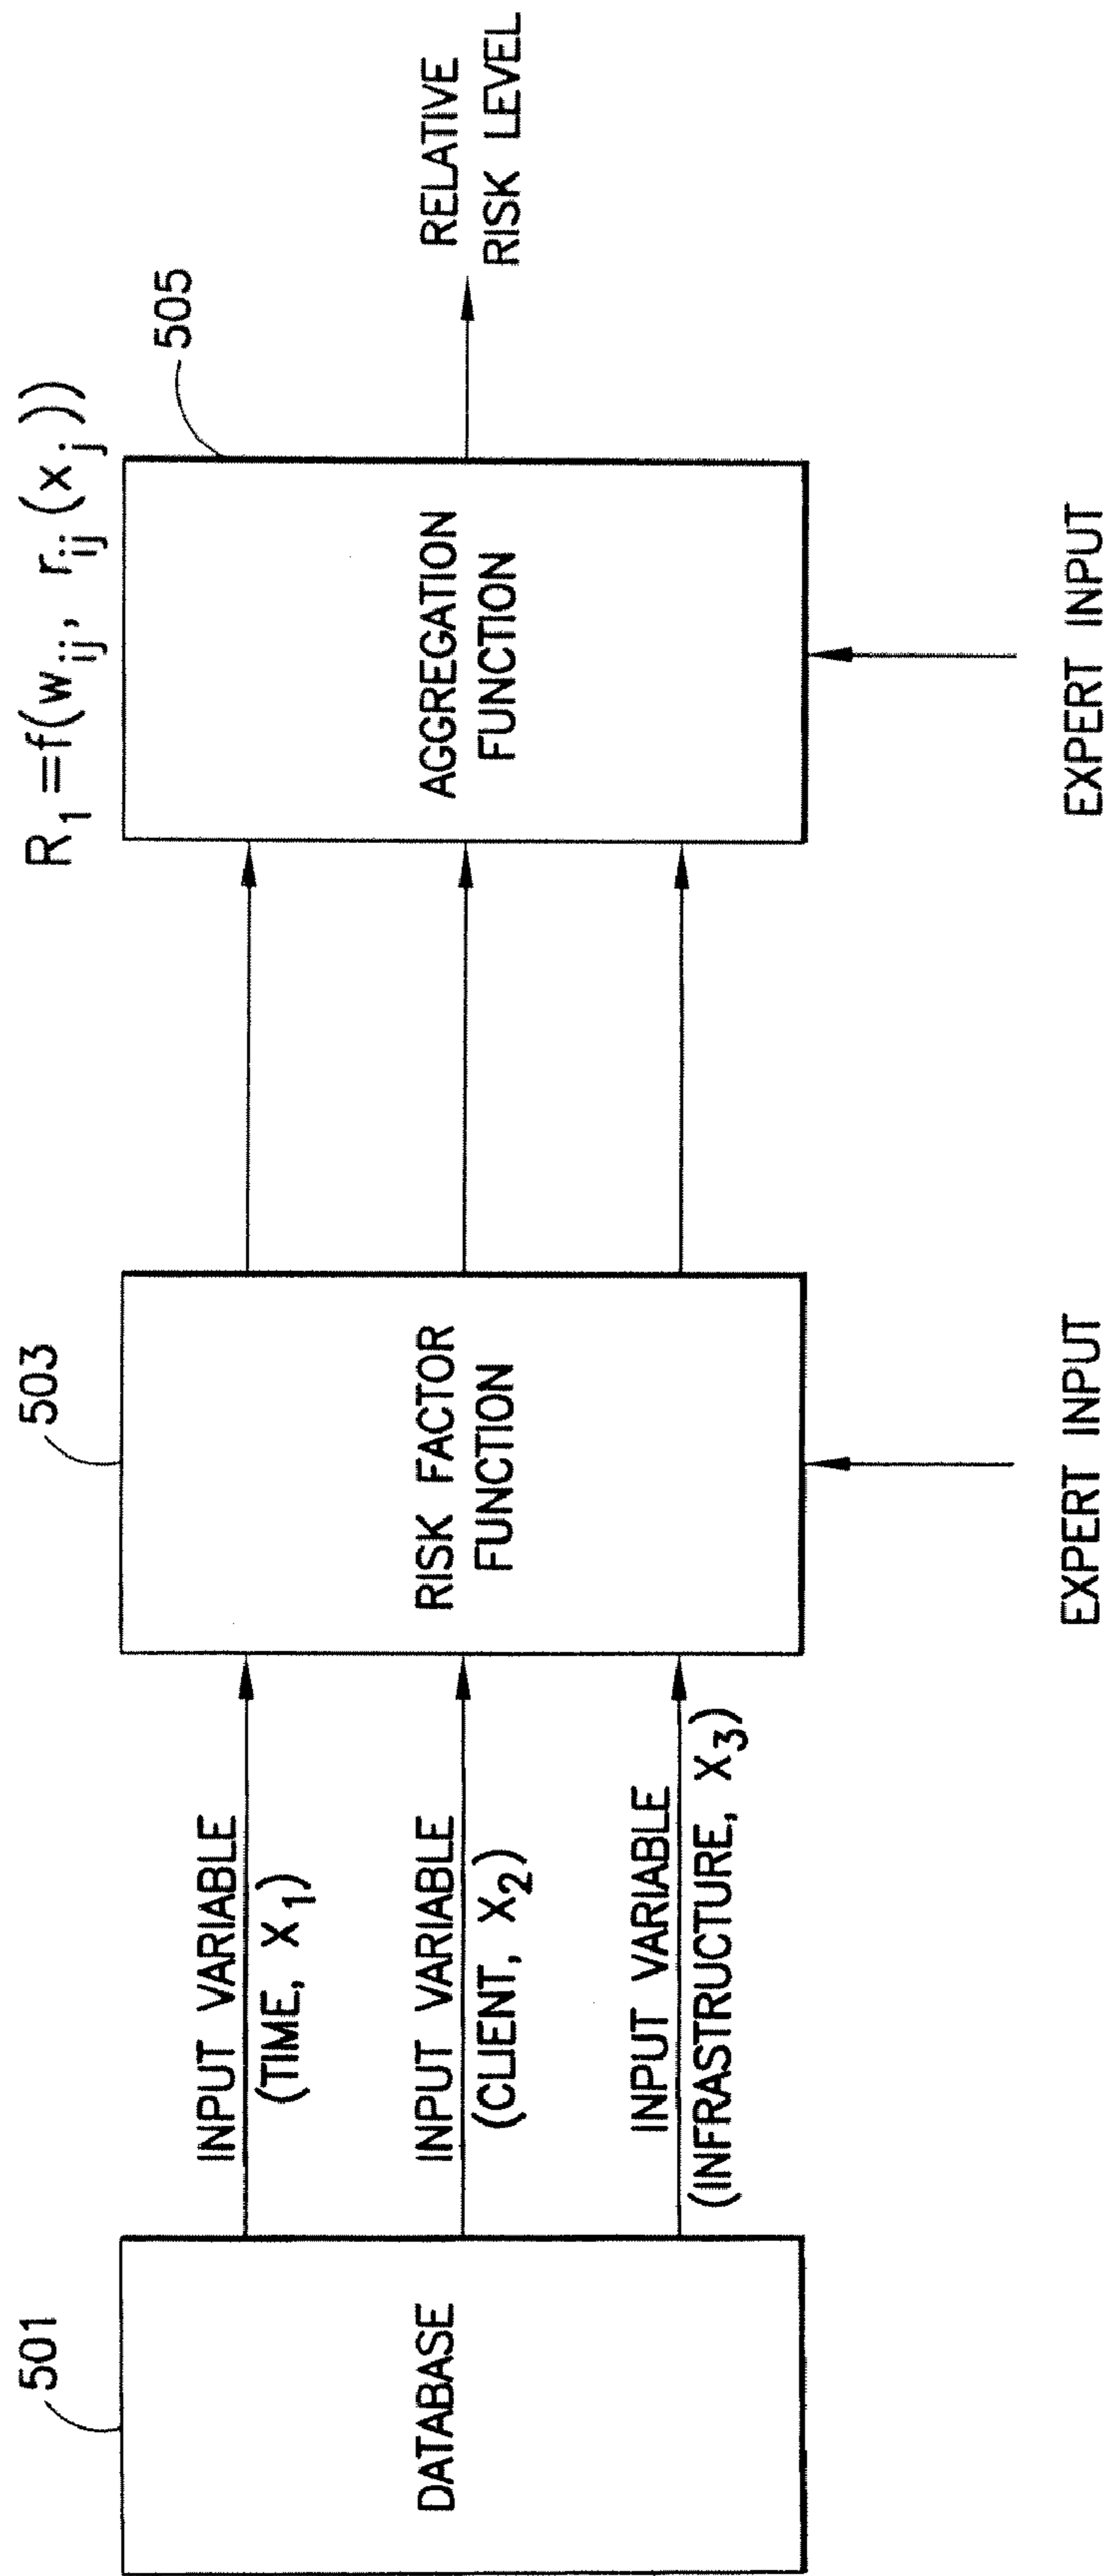 501
DATABASE
INPUT VARIABLE
(TIME, X₁)
INPUT VARIABLE
(CLIENT, X₂)
INPUT VARIABLE
(INFRASTRUCTURE, X₃)
503
RISK FACTOR
FUNCTION
EXPERT INPUT
R₁ =f(wᵢⱼ, rᵢⱼ (xⱼ ))
505
AGGREGATION
FUNCTION
EXPERT INPUT
RELATIVE
RISK LEVEL